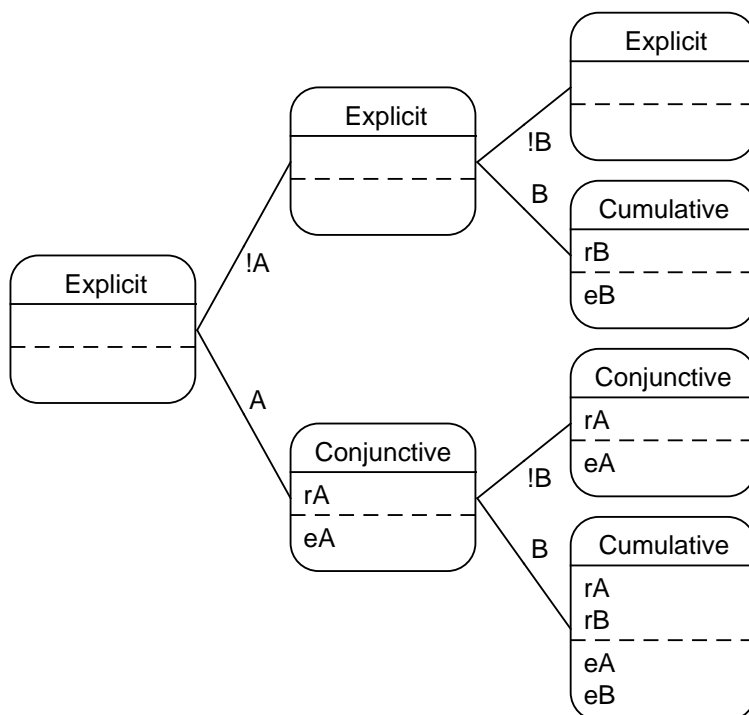 Explicit
!A
A
Explicit
Conjunctive
rA
eA
!B
B
!B
B
Explicit
Cumulative
rB
eB
Conjunctive
rA
eA
Cumulative
rA
rB
eA
eB